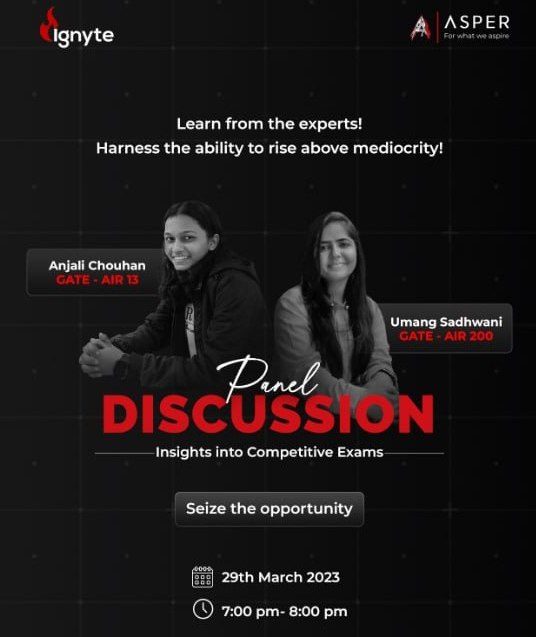 Ignyte
ASPER
For what we aspire
Learn from the experts!
Harness the ability to rise above mediocrity!
Anjali Chouhan
GATE - AIR 13
Umang Sadhwani
GATE - AIR 200
Panel
DISCUSSION
Insights into Competitive Exams
Seize the opportunity
29th March 2023
7:00 pm- 8:00 pm